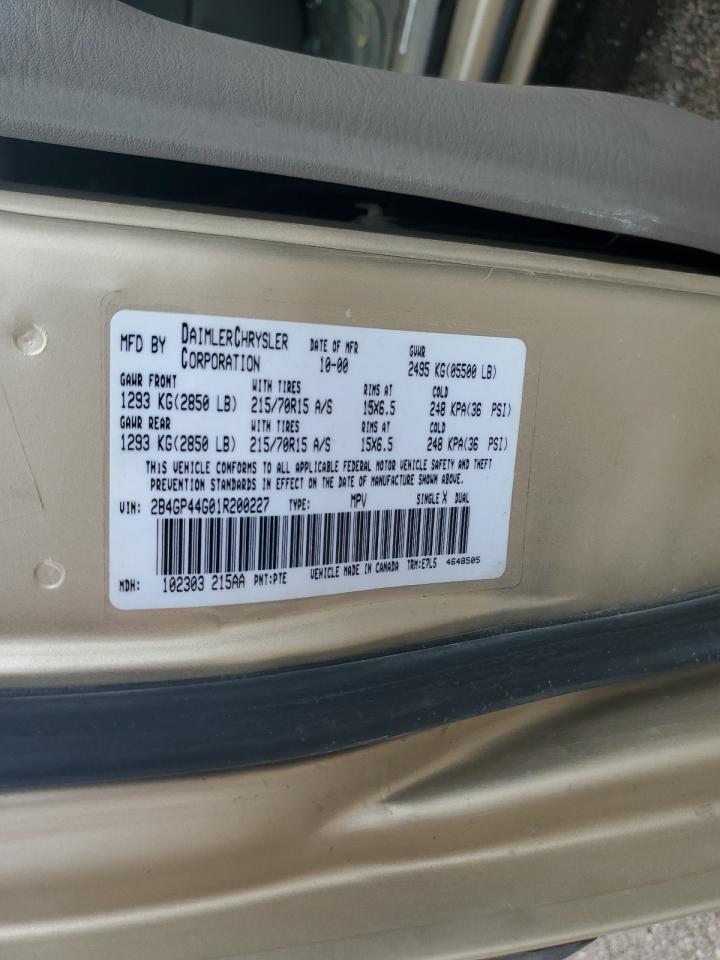 MFD BY DAIMLERCHRYSLER CORPORATION DATE OF MFR 10-00 GVWR 2495 KG(05500 LB)
GAWR FRONT WITH TIRES RIMS AT COLD
1293 KG(2850 LB) 215/70R15 A/S 15X6.5 248 KPA(36 PSI)
GAWR REAR WITH TIRES RIMS AT COLD
1293 KG(2850 LB) 215/70R15 A/S 15X6.5 248 KPA(36 PSI)
THIS VEHICLE CONFORMS TO ALL APPLICABLE FEDERAL MOTOR VEHICLE SAFETY AND THEFT
PREVENTION STANDARDS IN EFFECT ON THE DATE OF MANUFACTURE SHOWN ABOVE.
VIN: 2B4GP44G01R200227 TYPE: MPV SINGLE X DUAL
MDH: 102303 215AA PNT:PTE VEHICLE MADE IN CANADA TRM:E7L5 4648505